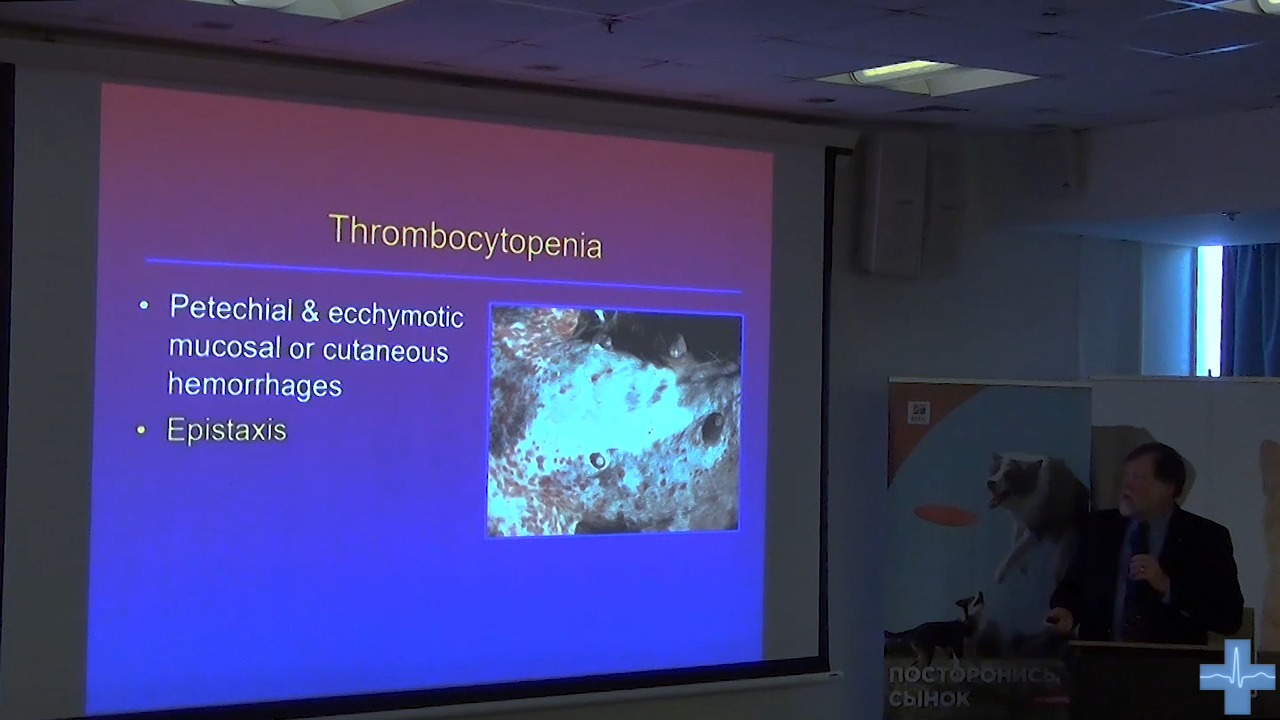 Thrombocytopenia
• Petechial & ecchymotic
mucosal or cutaneous
hemorrhages
• Epistaxis
ПОСТОРОНИСЬ,
СЫНОК